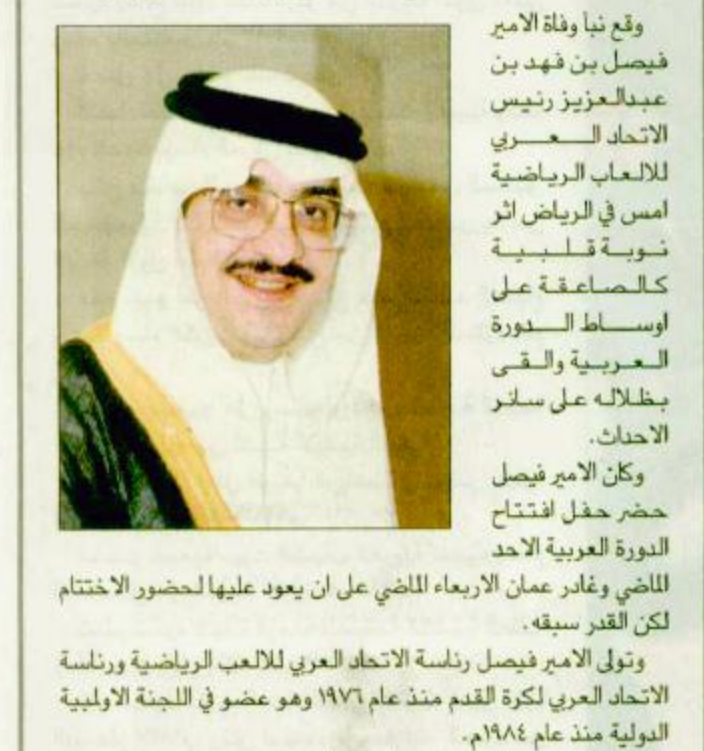 وقع نبأ وفاة الامير
فيصل بن فهد بن
عبدالعزيز رئيس
الاتحاد العربي
للالعاب الرياضية
امس في الرياض اثر
نوبة قلبية
كالصاعقة على
اوساط الدورة
العربية والقى
بظلاله على سائر
الاحداث.
وكان الامير فيصل
حضر حفل افتتاح
الدورة العربية الاحد
الماضي وغادر عمان الاربعاء الماضي على ان يعود عليها لحضور الاختتام
لكن القدر سبقه.
وتولى الامير فيصل رئاسة الاتحاد العربي للالعب الرياضية ورئاسة
الاتحاد العربي لكرة القدم منذ عام ١٩٧٦ وهو عضو في اللجنة الاولمبية
الدولية منذ عام ١٩٨٤م.